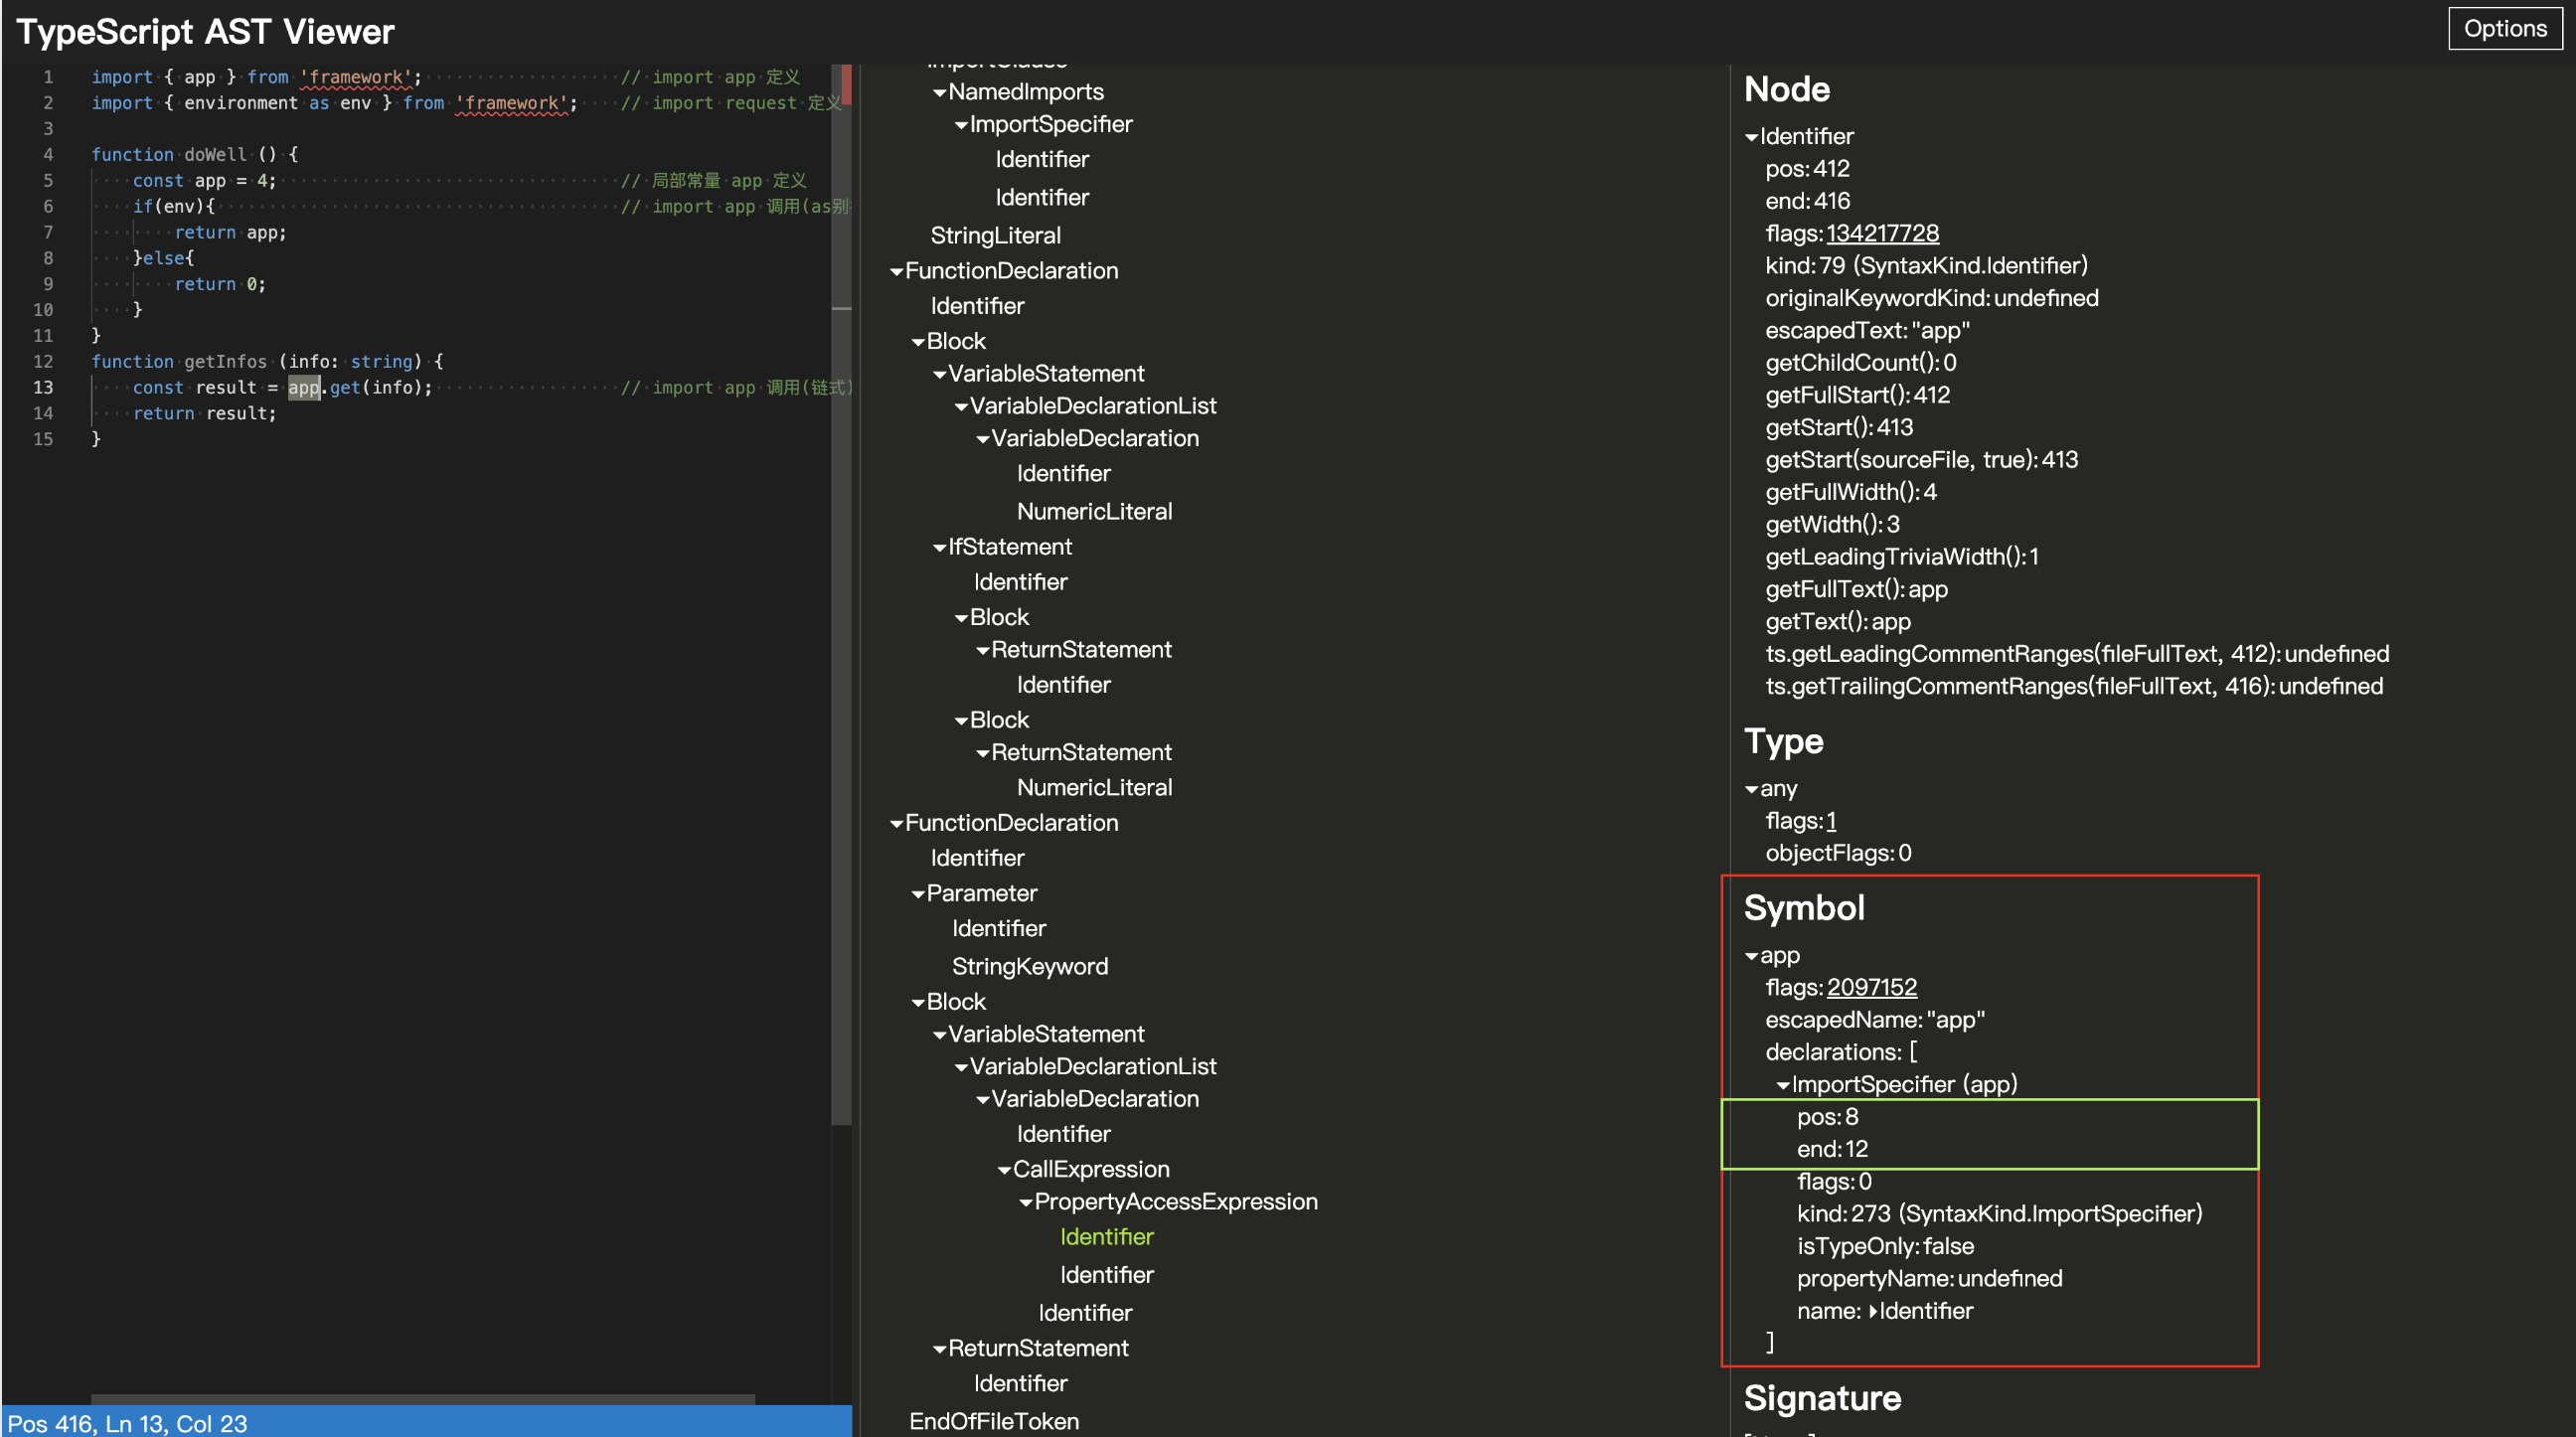 TypeScript AST Viewer
Options
1 import { app } from 'framework'; // import app 定义
2 import { environment as env } from 'framework'; // import request 定义
3
4 function doWell () {
5 const app = 4; // 局部常量 app 定义
6 if(env){ // import app 调用(as别
7 return app;
8 }else{
9 return 0;
10 }
11 }
12 function getInfos (info: string) {
13 const result = app.get(info); // import app 调用(链式)
14 return result;
15 }
Pos 416, Ln 13, Col 23
ImportClause
NamedImports
ImportSpecifier
Identifier
Identifier
StringLiteral
FunctionDeclaration
Identifier
Block
VariableStatement
VariableDeclarationList
VariableDeclaration
Identifier
NumericLiteral
IfStatement
Identifier
Block
ReturnStatement
Identifier
Block
ReturnStatement
NumericLiteral
FunctionDeclaration
Identifier
Parameter
Identifier
StringKeyword
Block
VariableStatement
VariableDeclarationList
VariableDeclaration
Identifier
CallExpression
PropertyAccessExpression
Identifier
Identifier
Identifier
ReturnStatement
Identifier
EndOfFileToken
Node
Identifier
pos:412
end:416
flags:134217728
kind:79 (SyntaxKind.Identifier)
originalKeywordKind:undefined
escapedText:"app"
getChildCount():0
getFullStart():412
getStart():413
getStart(sourceFile, true):413
getFullWidth():4
getWidth():3
getLeadingTriviaWidth():1
getFullText():app
getText():app
ts.getLeadingCommentRanges(fileFullText, 412):undefined
ts.getTrailingCommentRanges(fileFullText, 416):undefined
Type
any
flags:1
objectFlags:0
Symbol
app
flags:2097152
escapedName:"app"
declarations: [
ImportSpecifier (app)
pos:8
end:12
flags:0
kind:273 (SyntaxKind.ImportSpecifier)
isTypeOnly:false
propertyName:undefined
name: Identifier
]
Signature